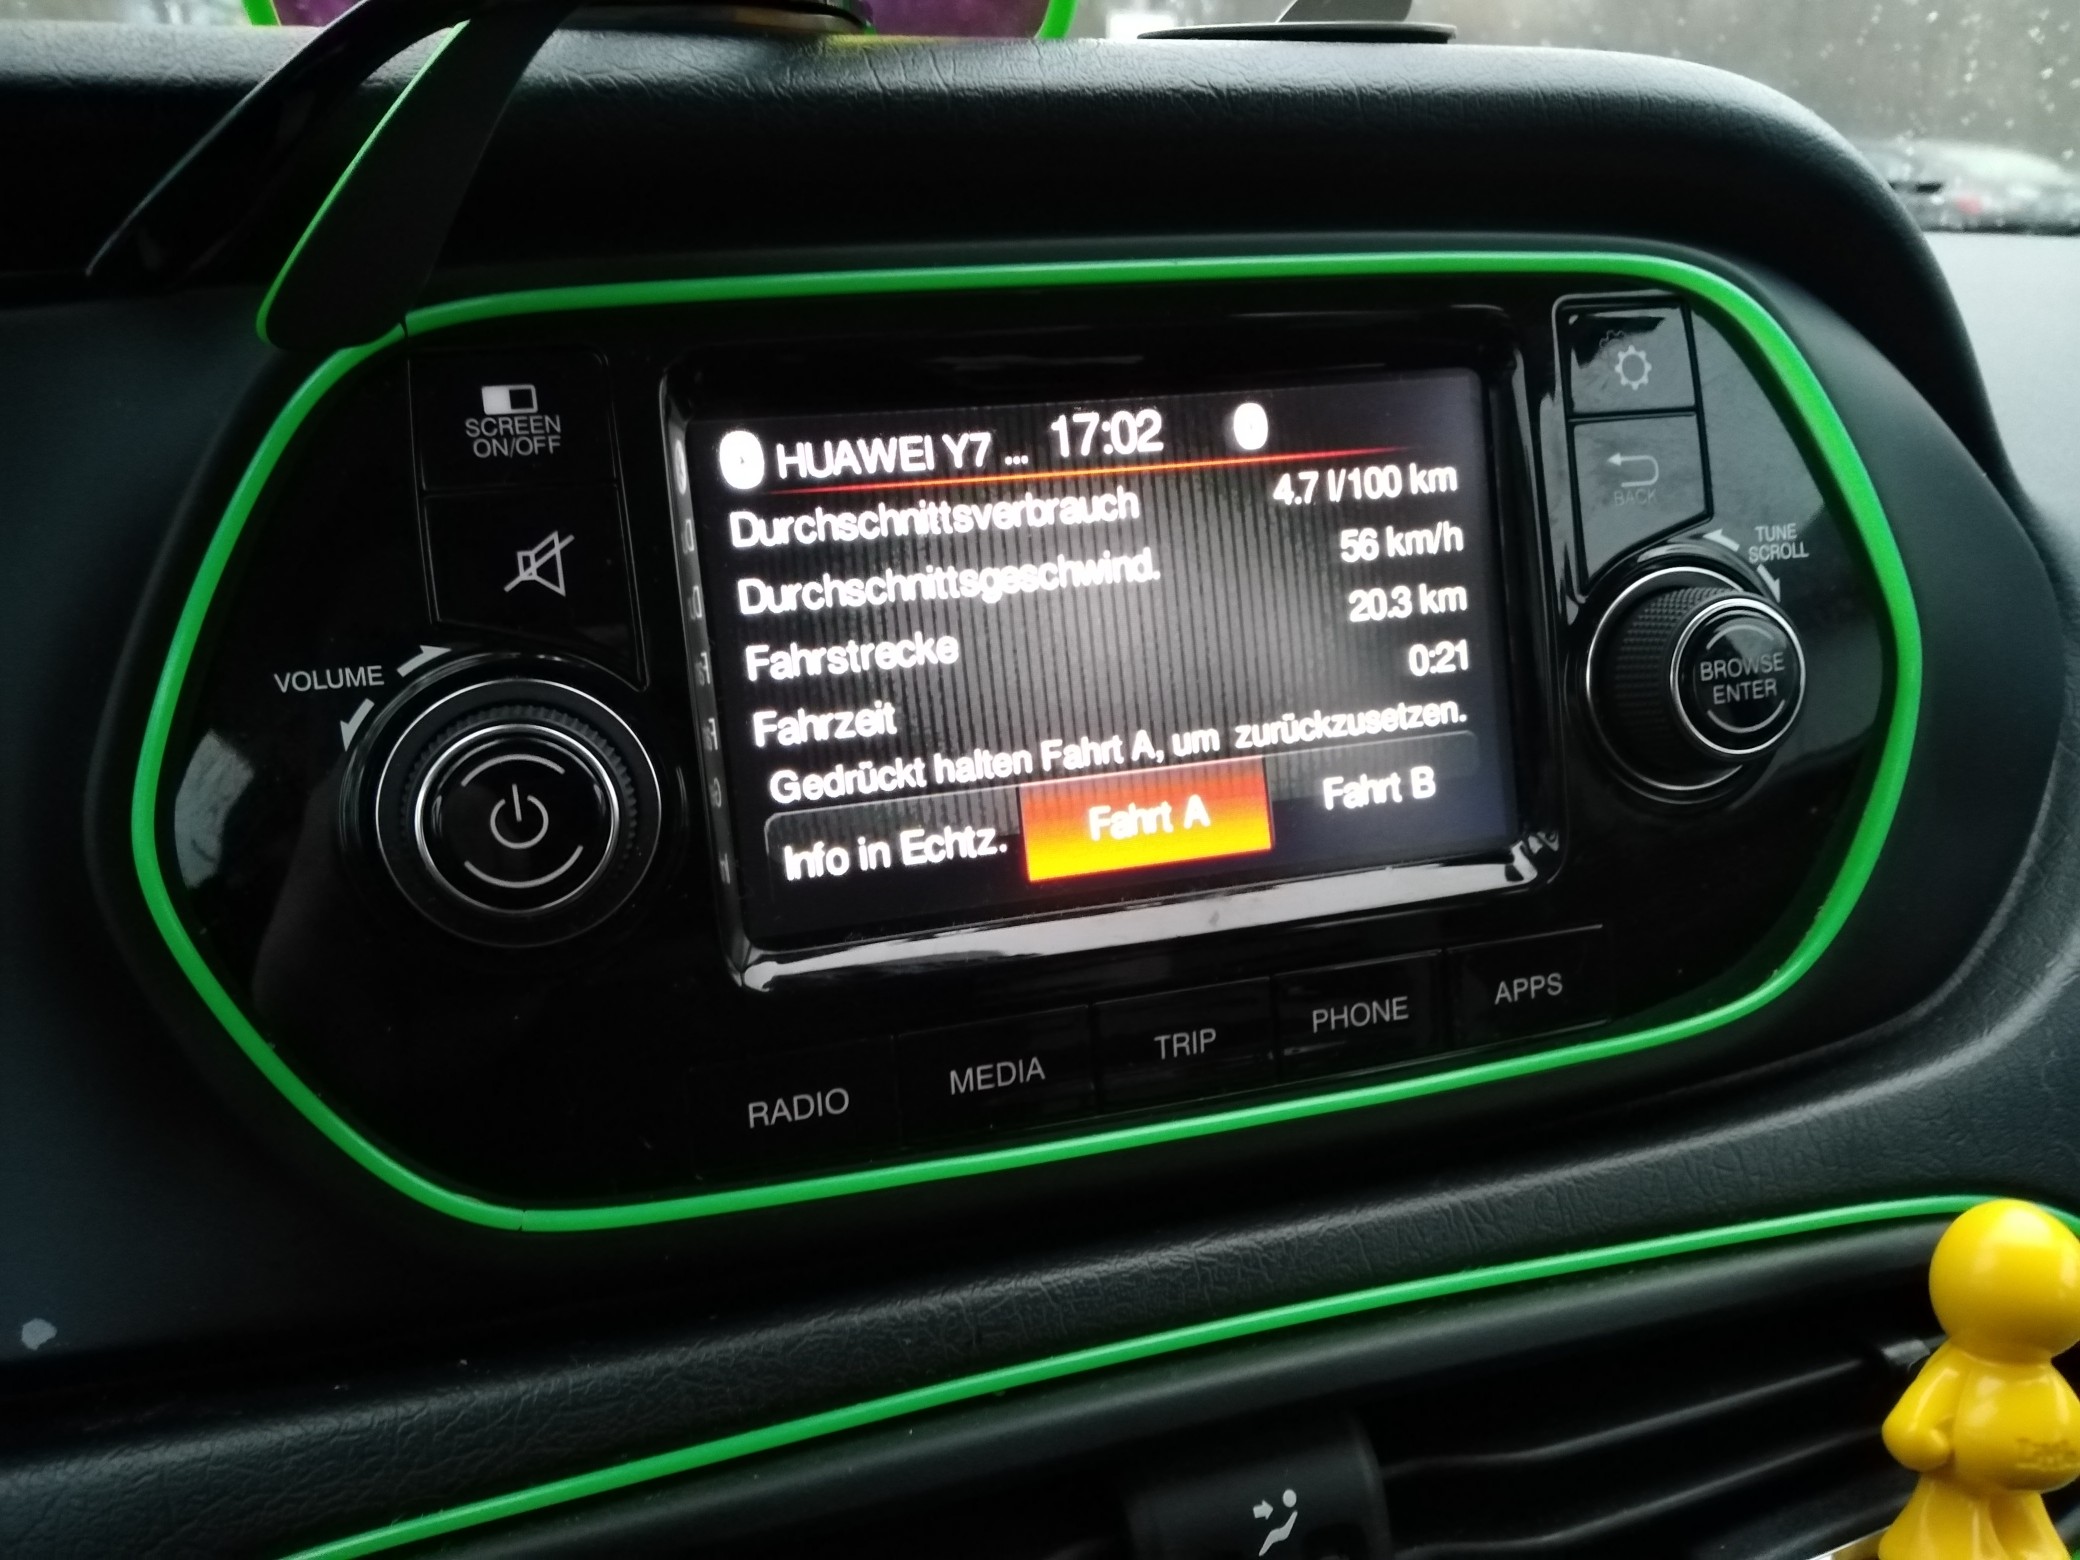 SCREEN
ON/OFF
VOLUME
HUAWEI Y7 ... 17:02
Durchschnittsverbrauch 4.7 l/100 km
Durchschnittsgeschwind. 56 km/h
Fahrstrecke 20.3 km
Fahrzeit 0:21
Gedrückt halten Fahrt A, um zurückzusetzen.
Info in Echtz. Fahrt A Fahrt B
BACK
TUNE
SCROLL
BROWSE
ENTER
RADIO MEDIA TRIP PHONE APPS